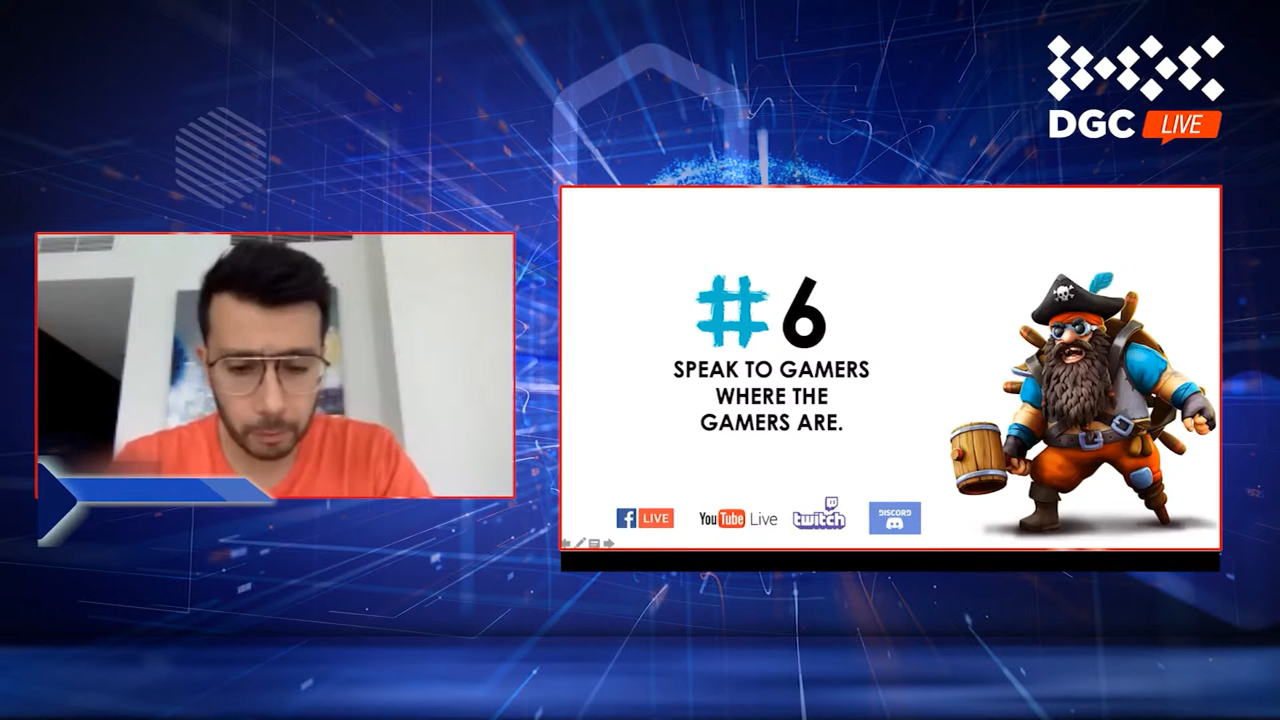 DGC LIVE
#6
SPEAK TO GAMERS
WHERE THE
GAMERS ARE.
LIVE
YouTube Live
twitch
DISCORD